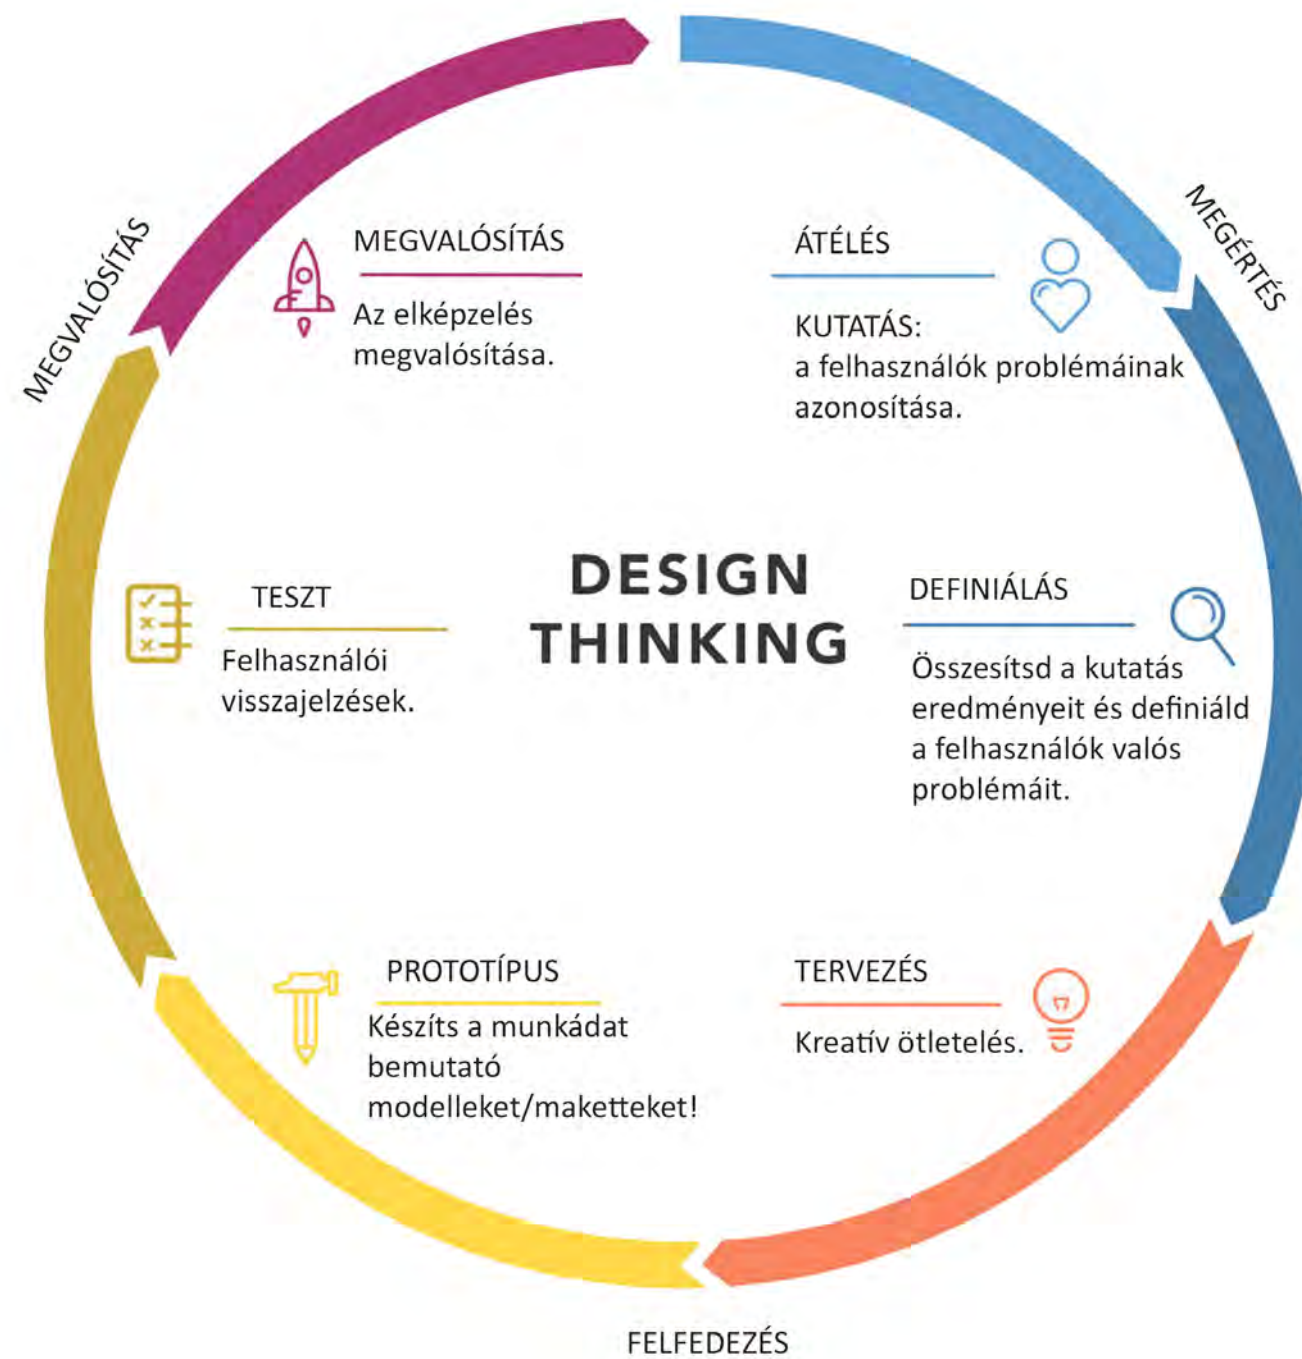 MEGÉRTÉS
ÁTÉLÉS
KUTATÁS:
a felhasználók problémáinak
azonosítása.
DEFINIÁLÁS
Összesítsd a kutatás
eredményeit és definiáld
a felhasználók valós
problémáit.
TERVEZÉS
Kreatív ötletelés.
FELFEDEZÉS
PROTOTÍPUS
Készíts a munkádat
bemutató
modelleket/maketteket!
TESZT
Felhasználói
visszajelzések.
MEGVALÓSÍTÁS
MEGVALÓSÍTÁS
Az elképzelés
megvalósítása.
DESIGN
THINKING